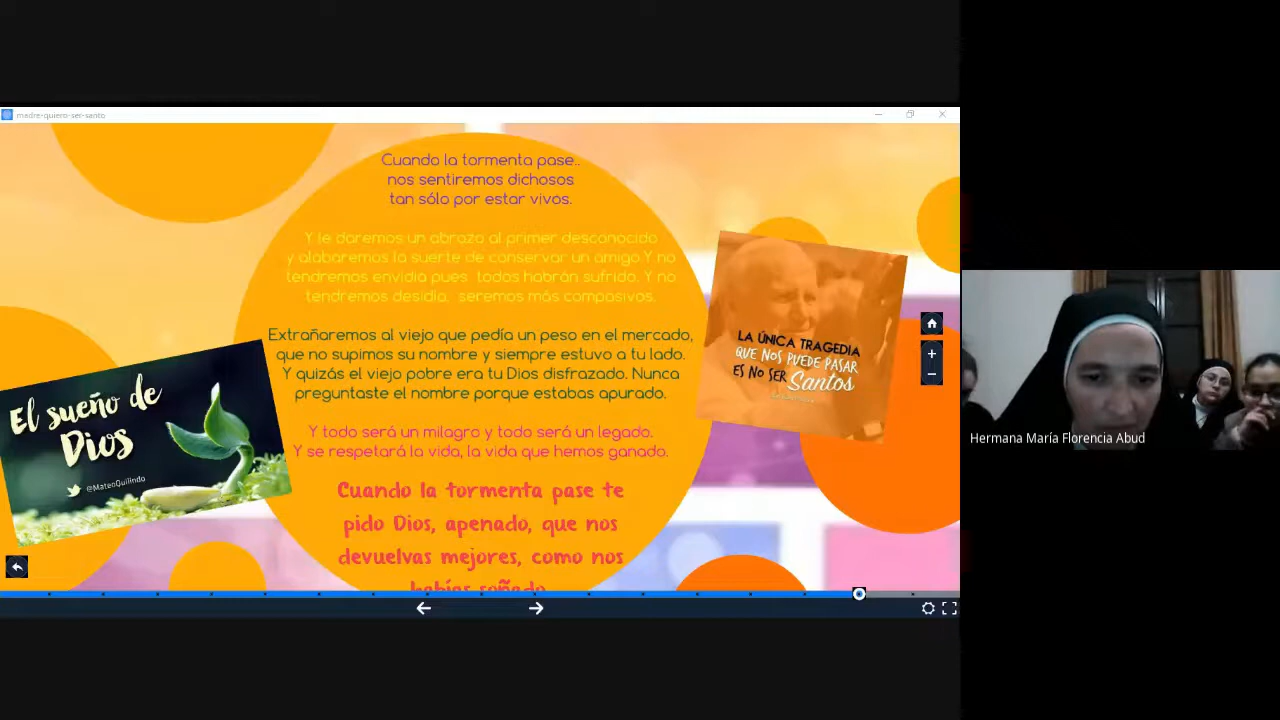 madre-quiero-ser-santo
Cuando la tormenta pase..
nos sentiremos dichosos
tan sólo por estar vivos.
Y le daremos un abrazo al primer desconocido
y alabaremos la suerte de conservar un amigo.Y no
tendremos envidia pues todos habrán sufrido. Y no
tendremos desidia. seremos más compasivos.
Extrañaremos al viejo que pedía un peso en el mercado,
que no supimos su nombre y siempre estuvo a tu lado.
Y quizás el viejo pobre era tu Dios disfrazado. Nunca
preguntaste el nombre porque estabas apurado.
Y todo será un milagro y todo será un legado.
Y se respetará la vida, la vida que hemos ganado.
Cuando la tormenta pase te
pido Dios, apenado, que nos
devuelvas mejores, como nos
habías soñado
El sueño de
Dios
@MateoQuilindo
LA ÚNICA TRAGEDIA
QUE NOS PUEDE PASAR
ES NO SER Santos
Hermana María Florencia Abud